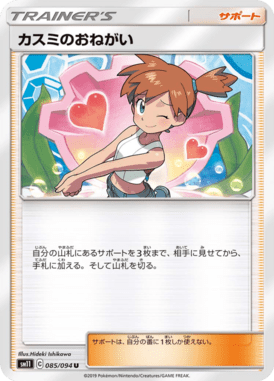 TRAINER'S
サポート
カスミのおねがい
自分の山札にあるサポートを3枚まで、相手に見せてから、
手札に加える。そして山札を切る。
Illus.Hideki Ishikawa
サポートは、自分の番に1枚しか使えない。
sm11 C 085/094 U
©2019 Pokémon/Nintendo/Creatures/GAME FREAK.